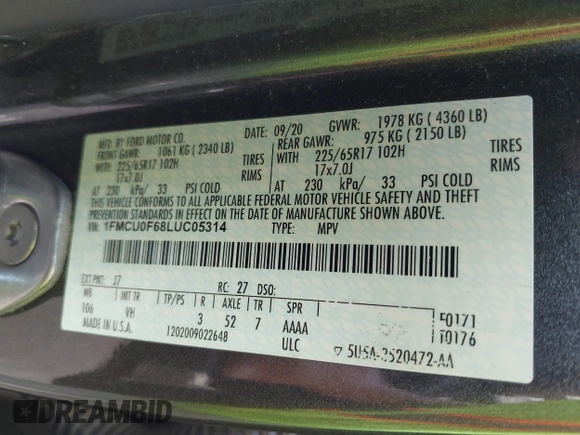 MFD. BY FORD MOTOR CO.
DATE: 09/20 GVWR: 1978 KG ( 4360 LB)
FRONT GAWR: 1061 KG ( 2340 LB) REAR GAWR: 975 KG ( 2150 LB)
WITH 225/65R17 102H TIRES WITH 225/65R17 102H TIRES
17x7.0J RIMS 17x7.0J RIMS
AT 230 kPa/ 33 PSI COLD AT 230 kPa/ 33 PSI COLD
THIS VEHICLE CONFORMS TO ALL APPLICABLE FEDERAL MOTOR VEHICLE SAFETY AND THEFT
PREVENTION STANDARDS IN EFFECT ON THE DATE OF MANUFACTURE SHOWN ABOVE.
VIN: 1FMCU0F68LUC05314 TYPE: MPV
EXT PNT: J7 RC: 27 DSO:
WB INT TR TP/PS R AXLE TR SPR
106 VH 3 52 7 AAAA F0171
MADE IN U.S.A. 1202009022648 ULC T0176
▽ 5U5A-3520472-AA
DREAMBID